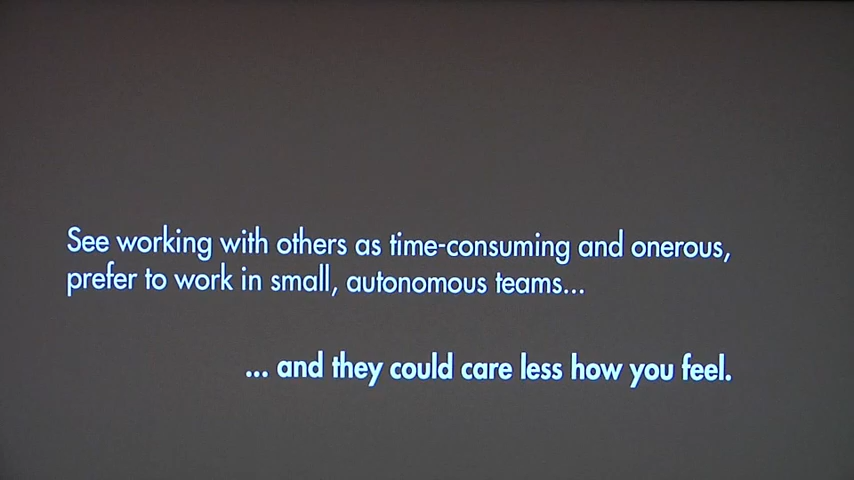 See working with others as time-consuming and onerous,
prefer to work in small, autonomous teams...
... and they could care less how you feel.